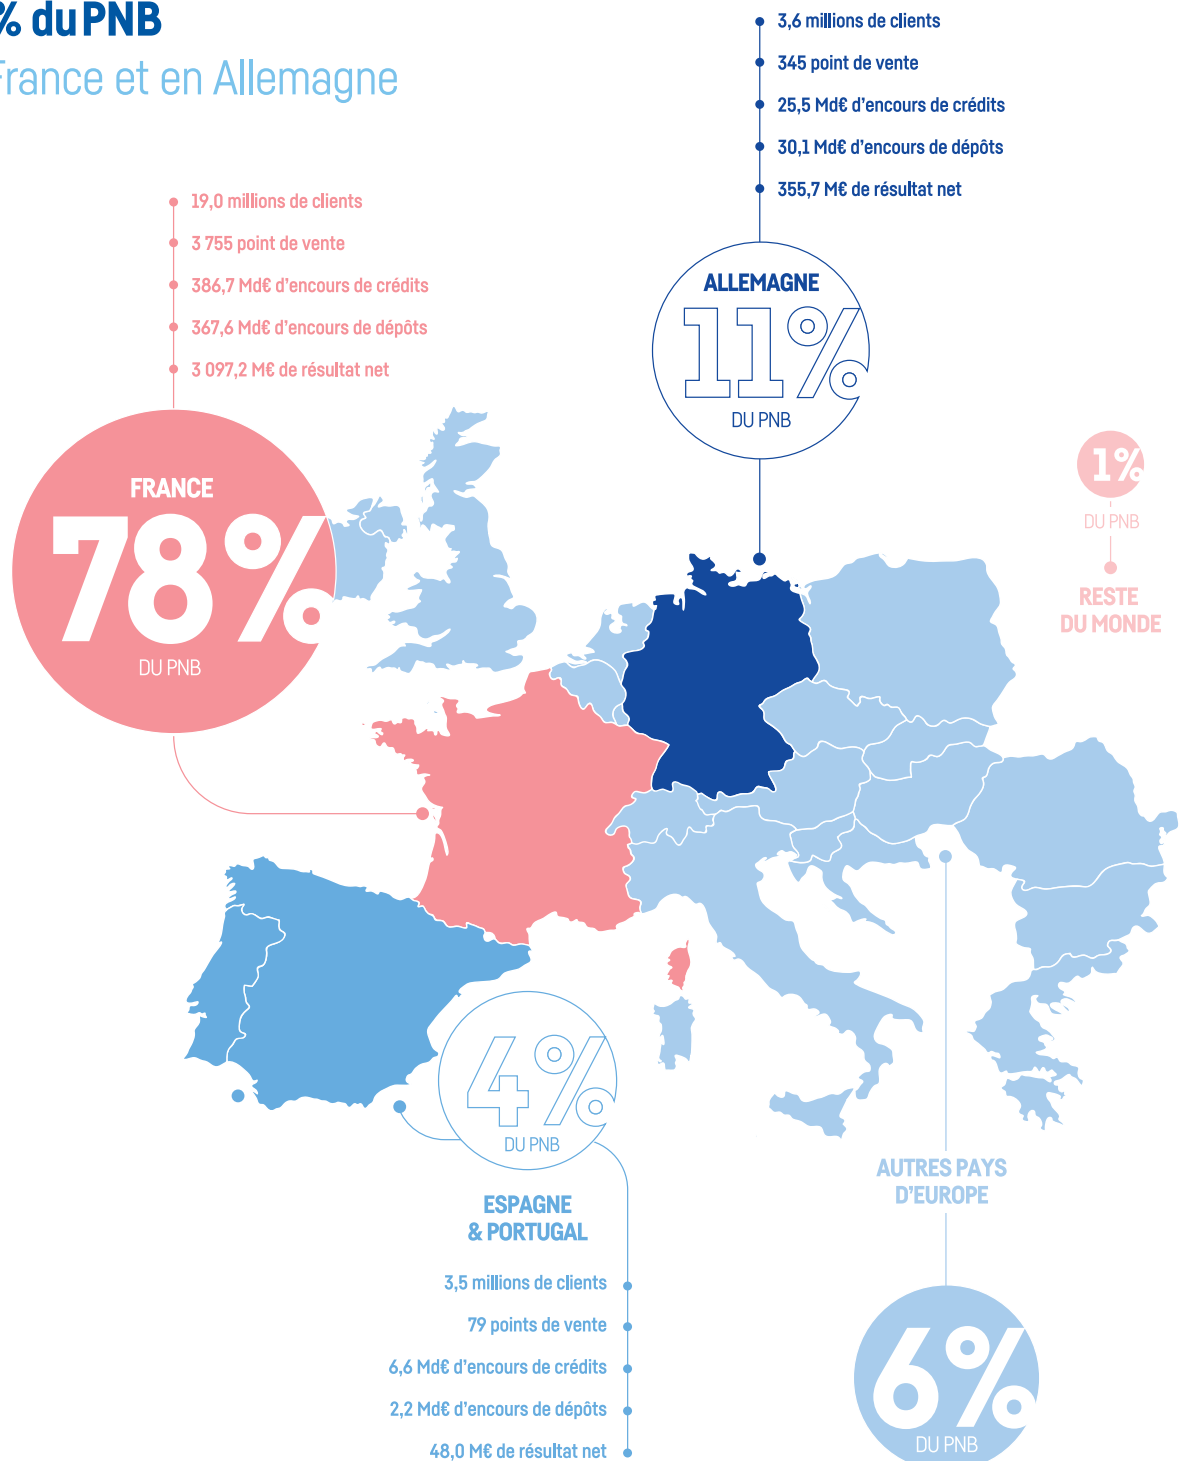 % du PNB
France et en Allemagne
3,6 millions de clients
345 point de vente
25,5 Md€ d'encours de crédits
30,1 Md€ d'encours de dépôts
355,7 M€ de résultat net
19,0 millions de clients
3 755 point de vente
386,7 Md€ d'encours de crédits
367,6 Md€ d'encours de dépôts
3 097,2 M€ de résultat net
ALLEMAGNE
11%
DU PNB
FRANCE
78%
DU PNB
1%
DU PNB
RESTE
DU MONDE
4%
DU PNB
ESPAGNE
& PORTUGAL
3,5 millions de clients
79 points de vente
6,6 Md€ d'encours de crédits
2,2 Md€ d'encours de dépôts
48,0 M€ de résultat net
AUTRES PAYS
D'EUROPE
6%
DU PNB